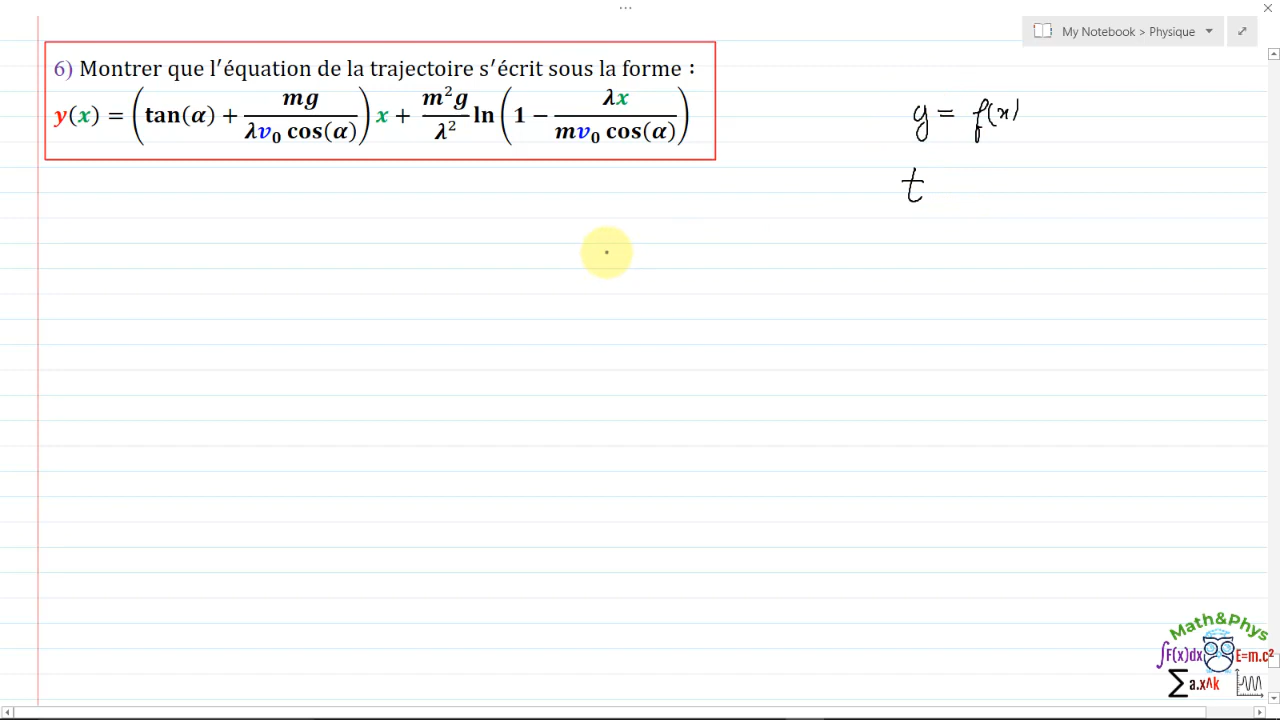 ...
My Notebook > Physique
6) Montrer que l′équation de la trajectoire s′écrit sous la forme :
y(x) = (tan(α) + mg / (λv₀ cos(α))) x + (m²g / λ²) ln(1 − λx / (mv₀ cos(α)))
y = f(x)
t
Math&Phys
∫F(x)dx E=m.c²
∑ a.x^k